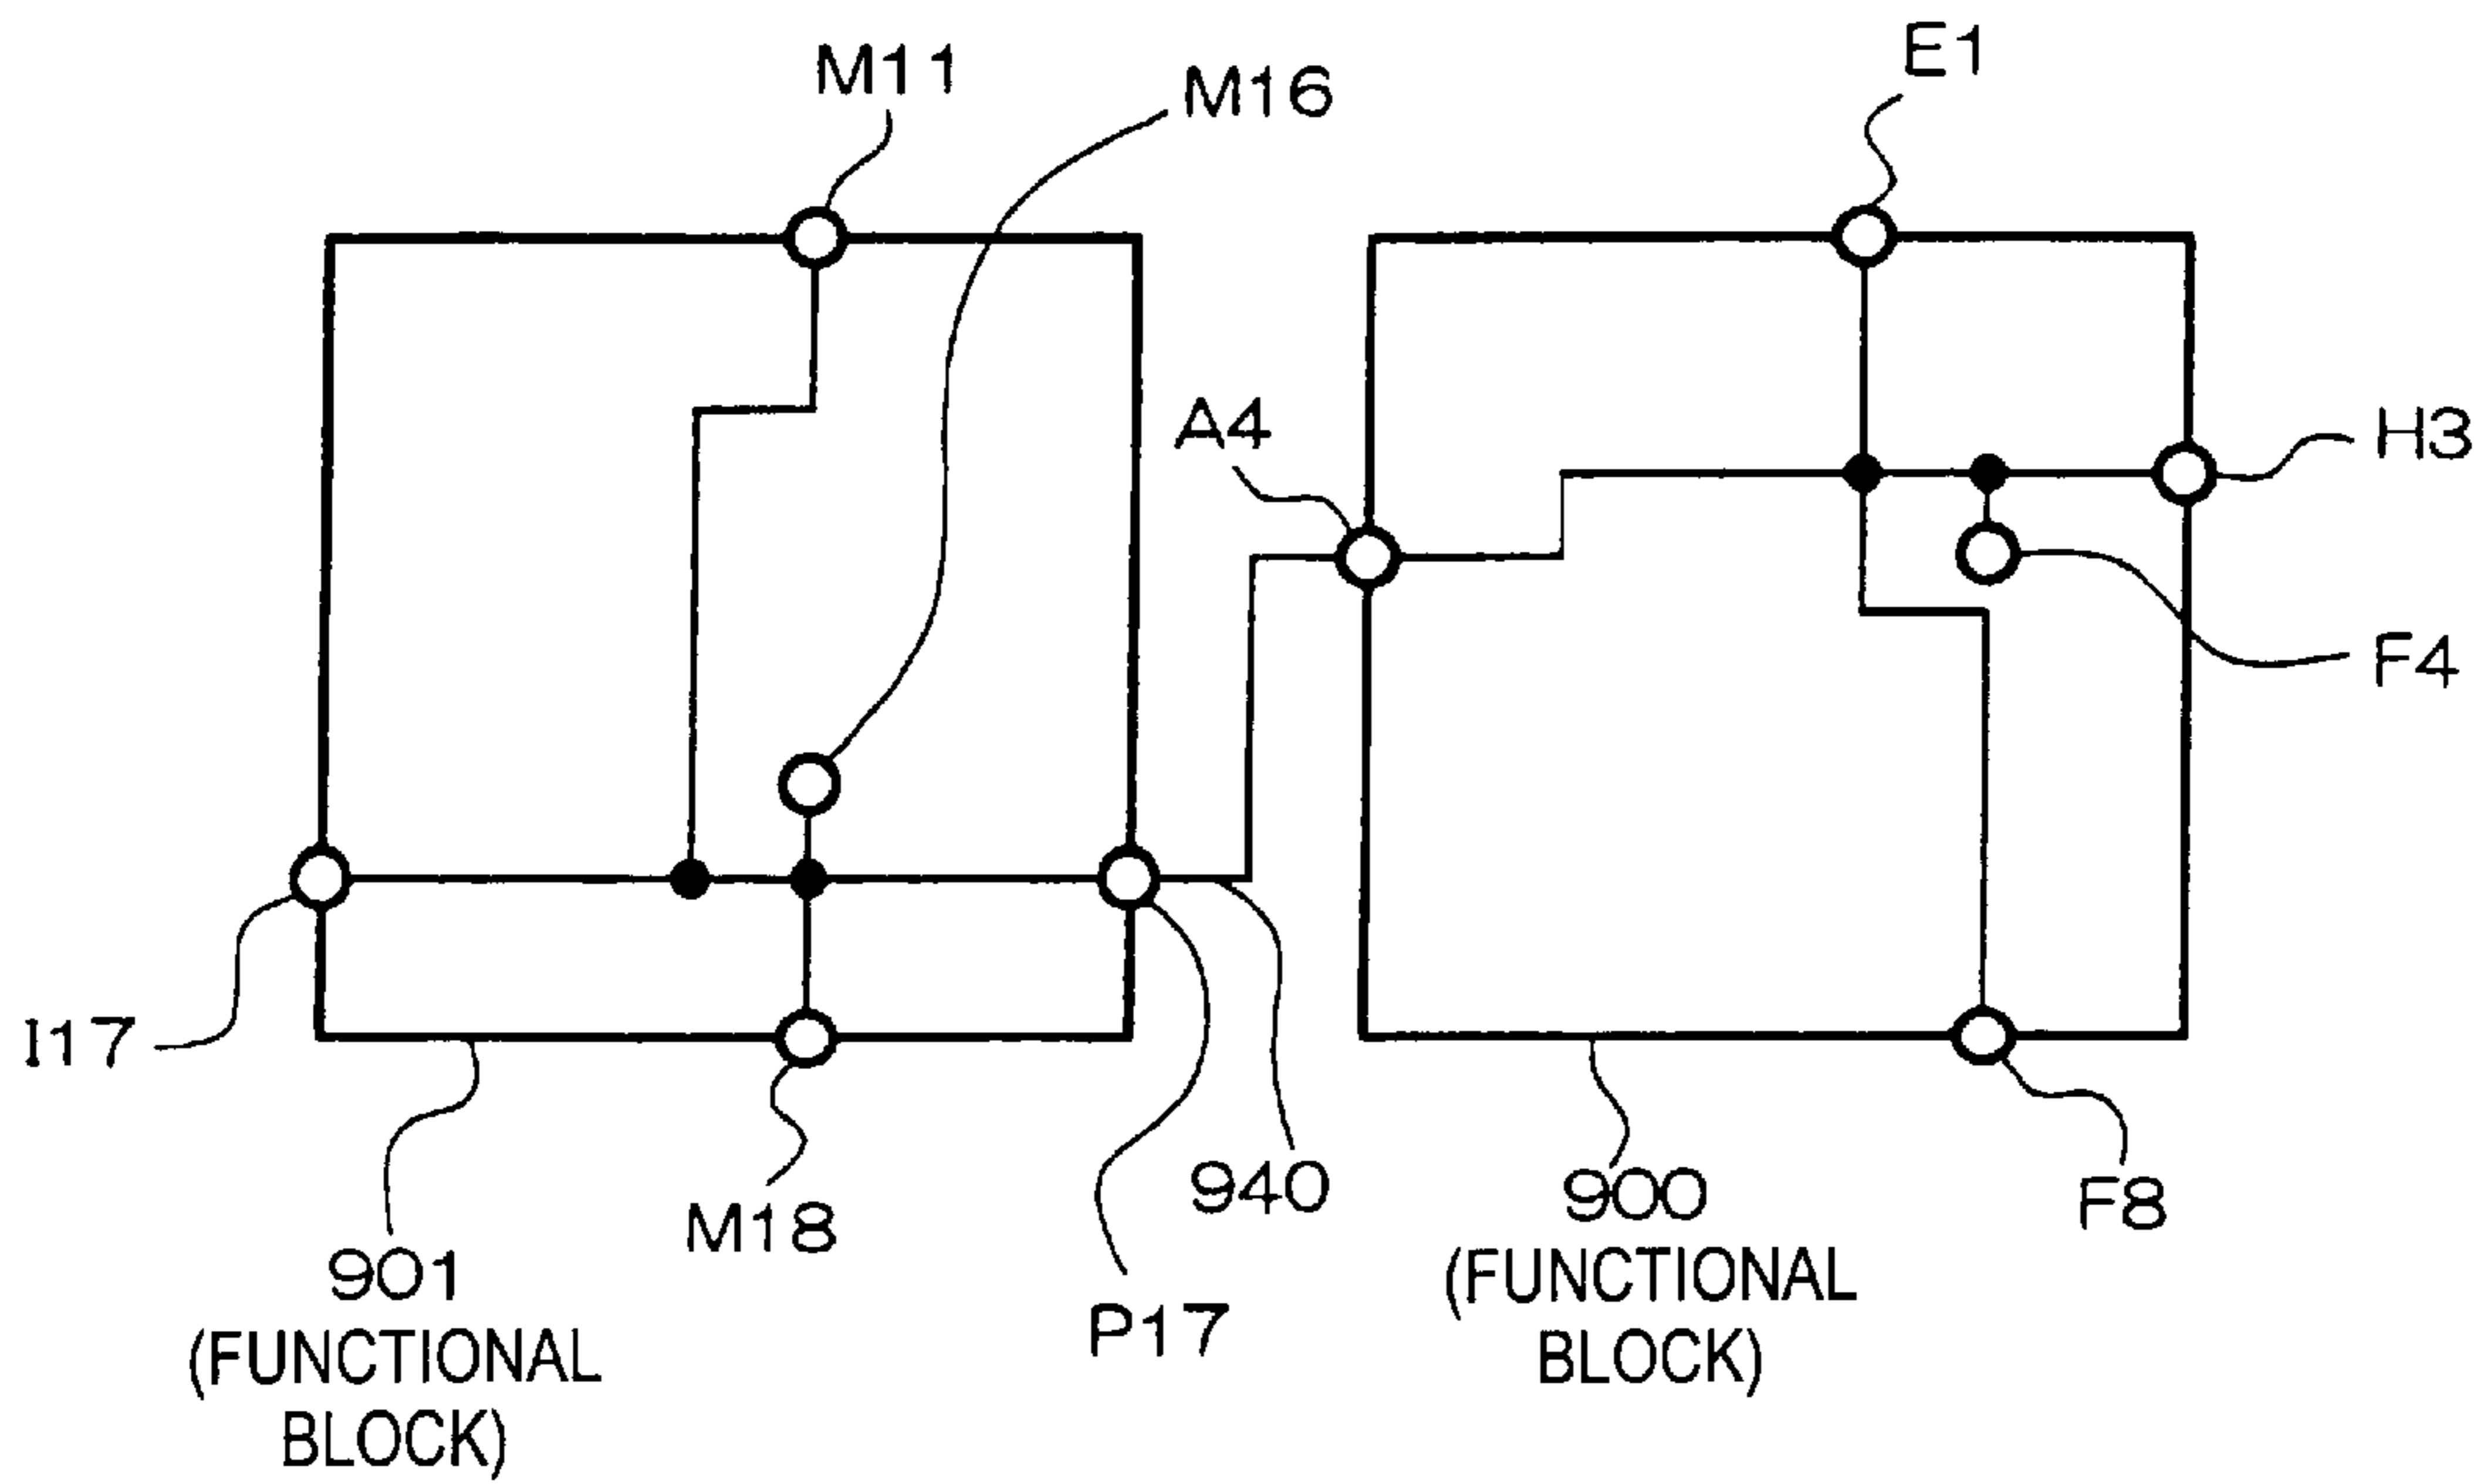 E1
M11
M16
A4
H3
F4
I17
940
900
(FUNCTIONAL
BLOCK)
F8
M18
901
(FUNCTIONAL
BLOCK)
P17